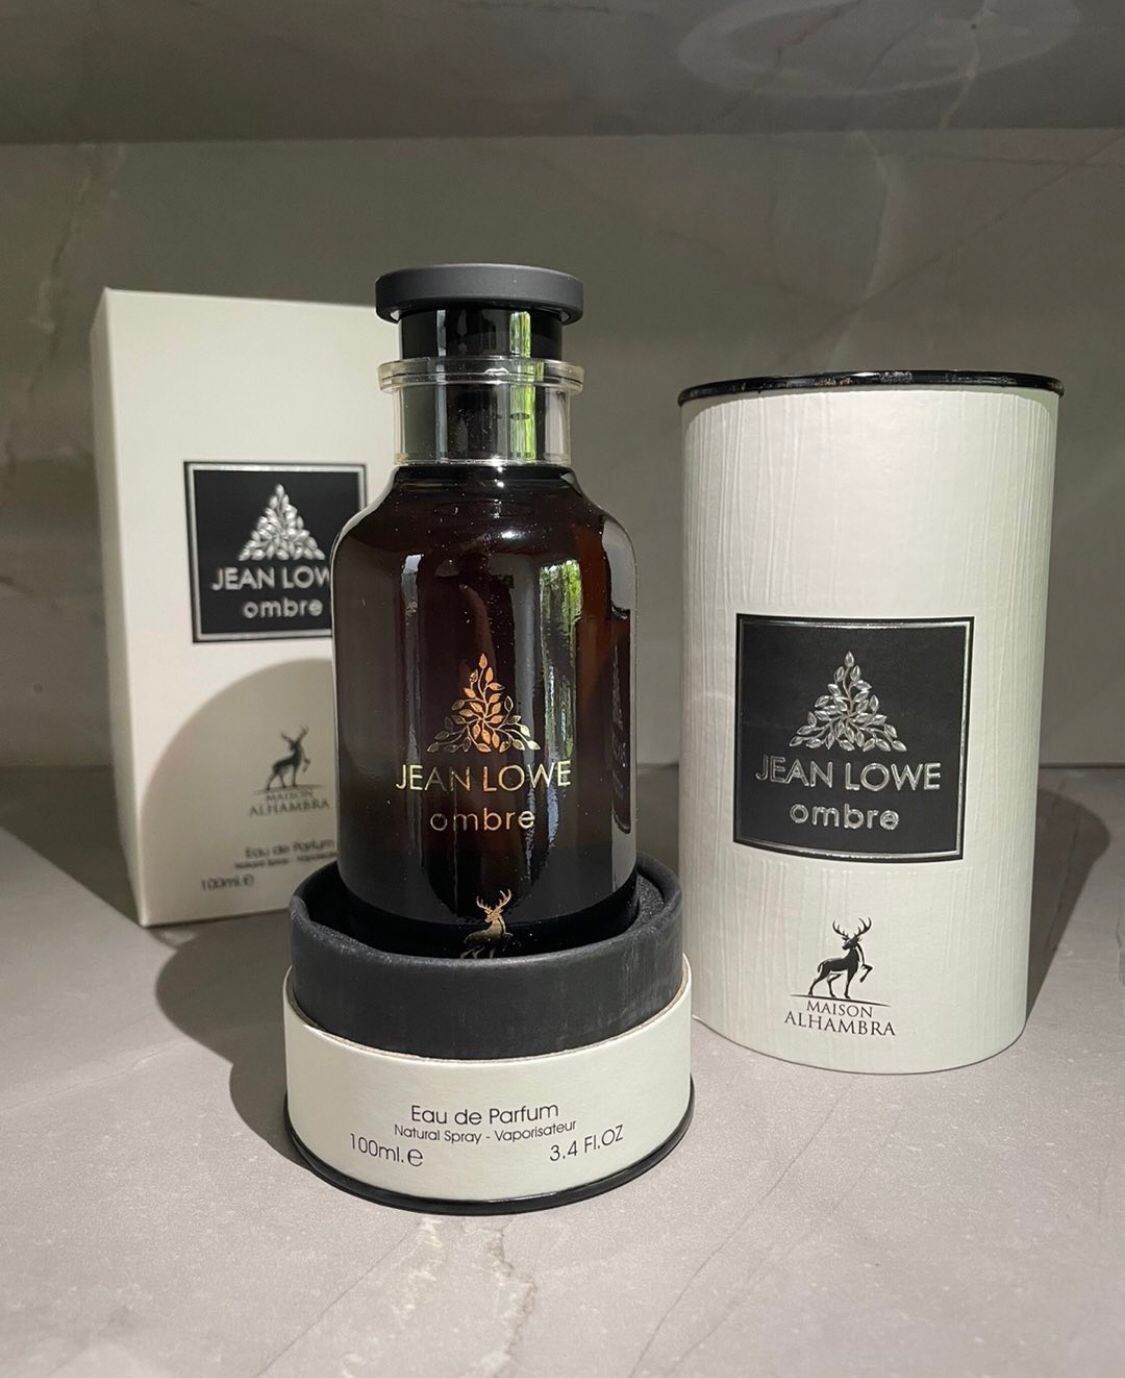 JEAN LOW
ombre
MAISON
ALHAMBRA
Eau de Parfum
100ml.e
JEAN LOWE
ombre
Eau de Parfum
Natural Spray - Vaporisateur
100ml.e
3.4 Fl.OZ
JEAN LOWE
ombre
MAISON
ALHAMBRA